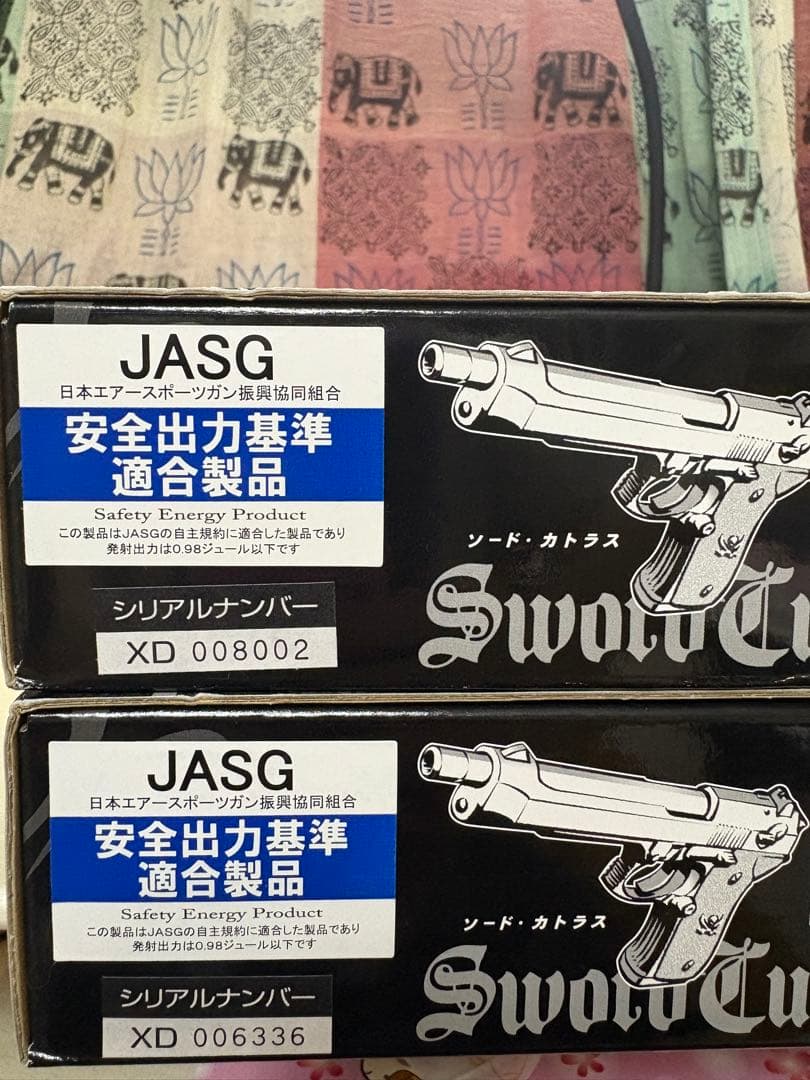 JASG
日本エアースポーツガン振興協同組合
安全出力基準
適合製品
Safety Energy Product
この製品はJASGの自主規約に適合した製品であり
発射出力は0.98ジュール以下です
シリアルナンバー
XD 008002
ソード・カトラス
Sword Cu
JASG
日本エアースポーツガン振興協同組合
安全出力基準
適合製品
Safety Energy Product
この製品はJASGの自主規約に適合した製品であり
発射出力は0.98ジュール以下です
シリアルナンバー
XD 006336
ソード・カトラス
Sword Cu